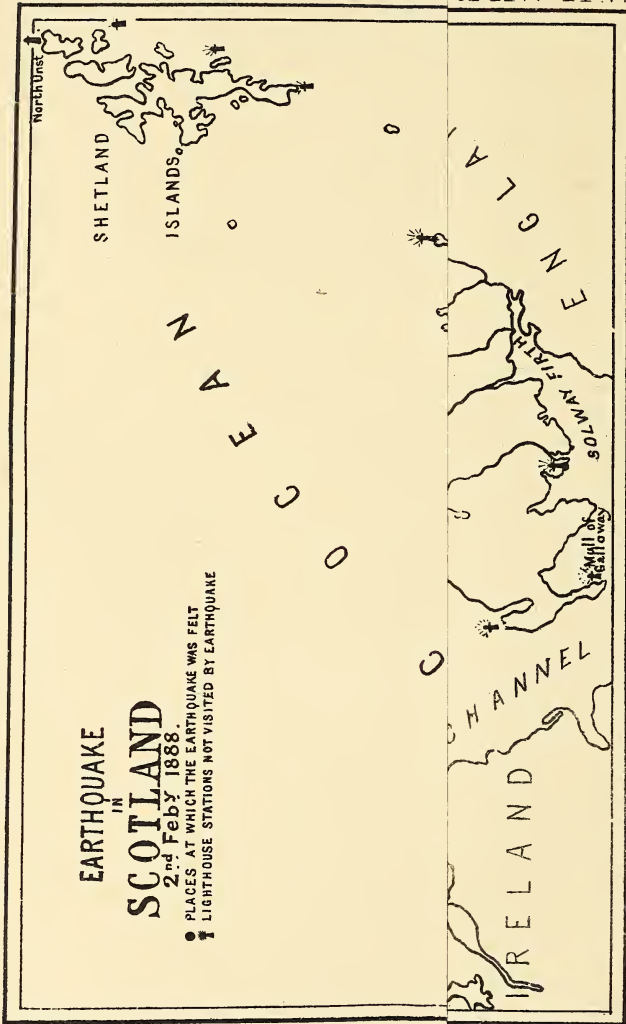 EARTHQUAKE
IN
SCOTLAND
2nd Feby 1888.
PLACES AT WHICH THE EARTHQUAKE WAS FELT
LIGHTHOUSE STATIONS NOT VISITED BY EARTHQUAKE
North Unst
SHETLAND
ISLANDS
OCEAN
C
ENGLA
SOLWAY FIRTH
Mull of
Galloway
CHANNEL
IRELAND